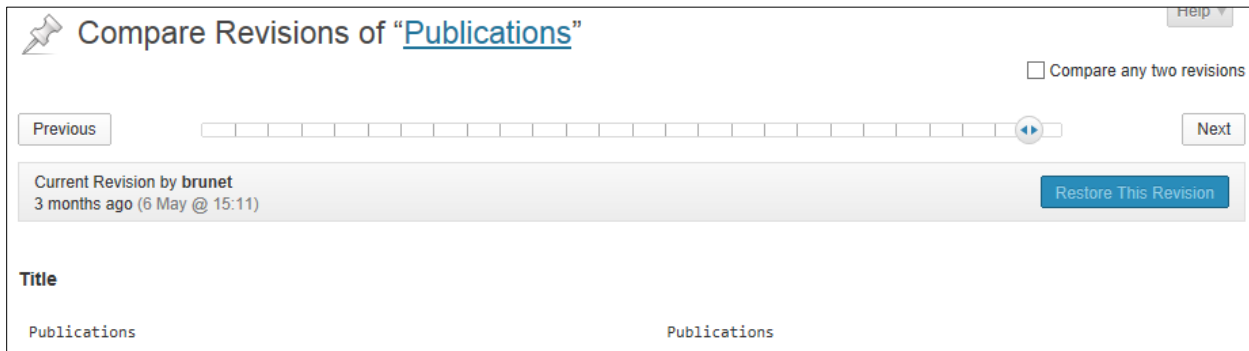 Help
Compare Revisions of “Publications”
Compare any two revisions
Previous
Next
Current Revision by brunet
3 months ago (6 May @ 15:11)
Restore This Revision
Title
Publications Publications